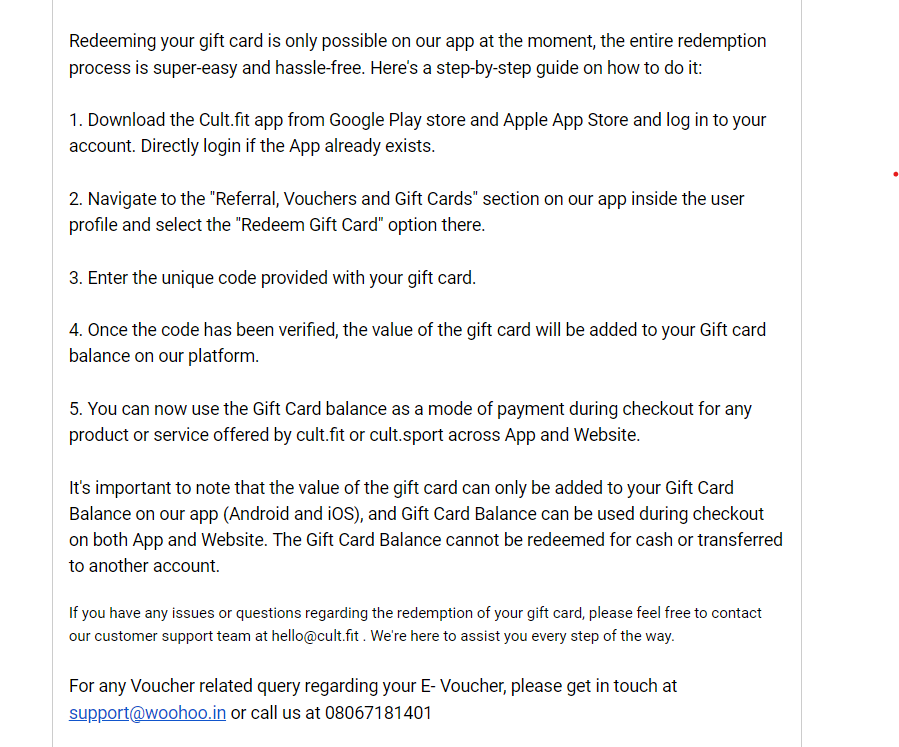 Redeeming your gift card is only possible on our app at the moment, the entire redemption
process is super-easy and hassle-free. Here's a step-by-step guide on how to do it:
1. Download the Cult.fit app from Google Play store and Apple App Store and log in to your
account. Directly login if the App already exists.
2. Navigate to the "Referral, Vouchers and Gift Cards" section on our app inside the user
profile and select the "Redeem Gift Card" option there.
3. Enter the unique code provided with your gift card.
4. Once the code has been verified, the value of the gift card will be added to your Gift card
balance on our platform.
5. You can now use the Gift Card balance as a mode of payment during checkout for any
product or service offered by cult.fit or cult.sport across App and Website.
It's important to note that the value of the gift card can only be added to your Gift Card
Balance on our app (Android and iOS), and Gift Card Balance can be used during checkout
on both App and Website. The Gift Card Balance cannot be redeemed for cash or transferred
to another account.
If you have any issues or questions regarding the redemption of your gift card, please feel free to contact
our customer support team at hello@cult.fit . We're here to assist you every step of the way.
For any Voucher related query regarding your E- Voucher, please get in touch at
support@woohoo.in or call us at 08067181401